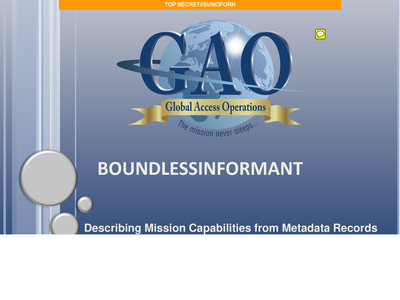 TOP SECRET//SI//NOFORN
GAO
Global Access Operations
The mission never sleeps...
BOUNDLESSINFORMANT
Describing Mission Capabilities from Metadata Records